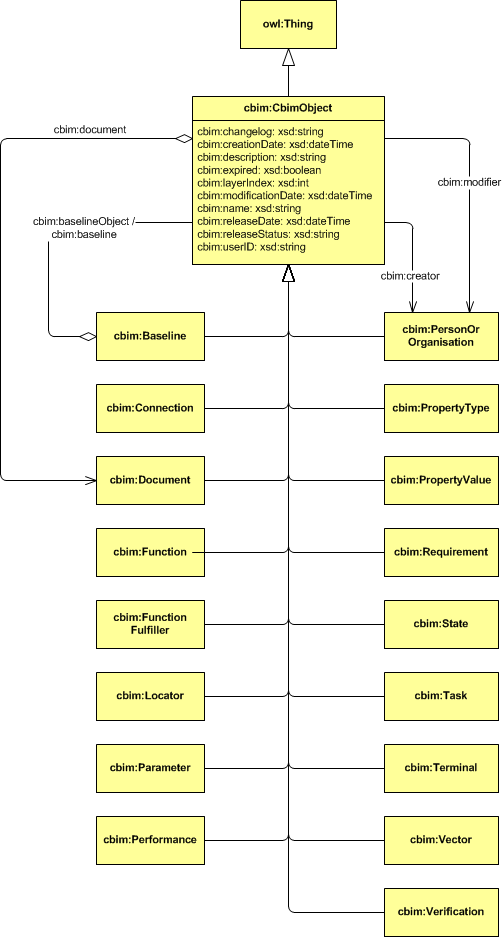 owl:Thing
cbim:CbimObject
cbim:changelog: xsd:string
cbim:creationDate: xsd:dateTime
cbim:description: xsd:string
cbim:expired: xsd:boolean
cbim:layerIndex: xsd:int
cbim:modificationDate: xsd:dateTime
cbim:name: xsd:string
cbim:releaseDate: xsd:dateTime
cbim:releaseStatus: xsd:string
cbim:userID: xsd:string
cbim:document
cbim:modifier
cbim:baselineObject /
cbim:baseline
cbim:creator
cbim:Baseline
cbim:PersonOr
Organisation
cbim:Connection
cbim:PropertyType
cbim:Document
cbim:PropertyValue
cbim:Function
cbim:Requirement
cbim:Function
Fulfiller
cbim:State
cbim:Locator
cbim:Task
cbim:Parameter
cbim:Terminal
cbim:Performance
cbim:Vector
cbim:Verification